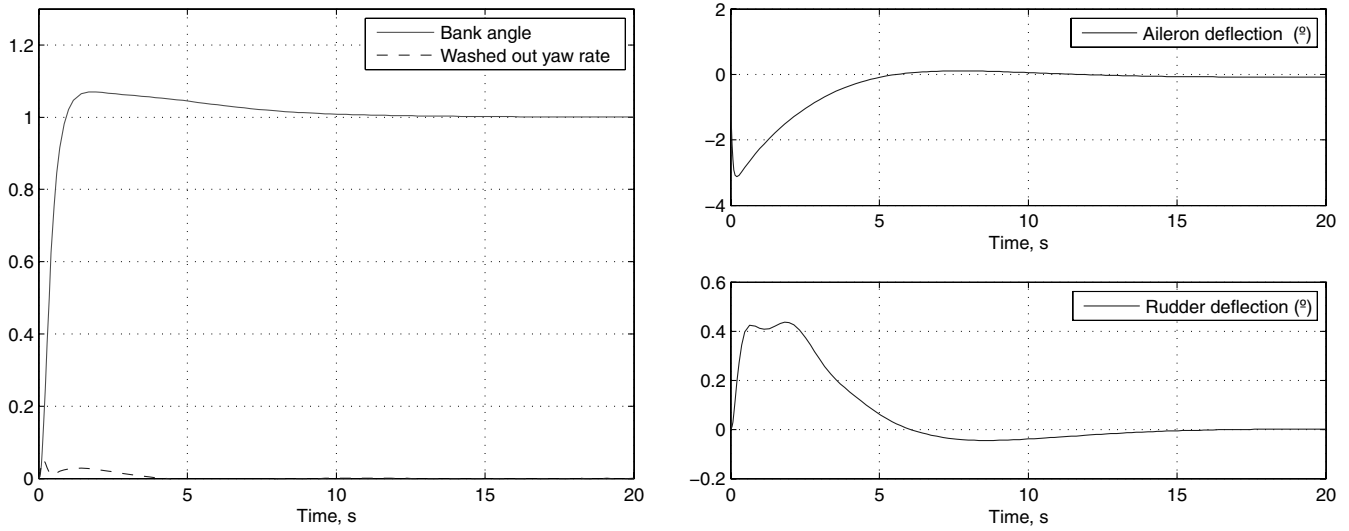 1.2
1
0.8
0.6
0.4
0.2
0
0 5 10 15 20
Time, s
Bank angle
Washed out yaw rate
2
0
−2
−4
0 5 10 15 20
Time, s
Aileron deflection (º)
0.6
0.4
0.2
0
−0.2
0 5 10 15 20
Time, s
Rudder deflection (º)